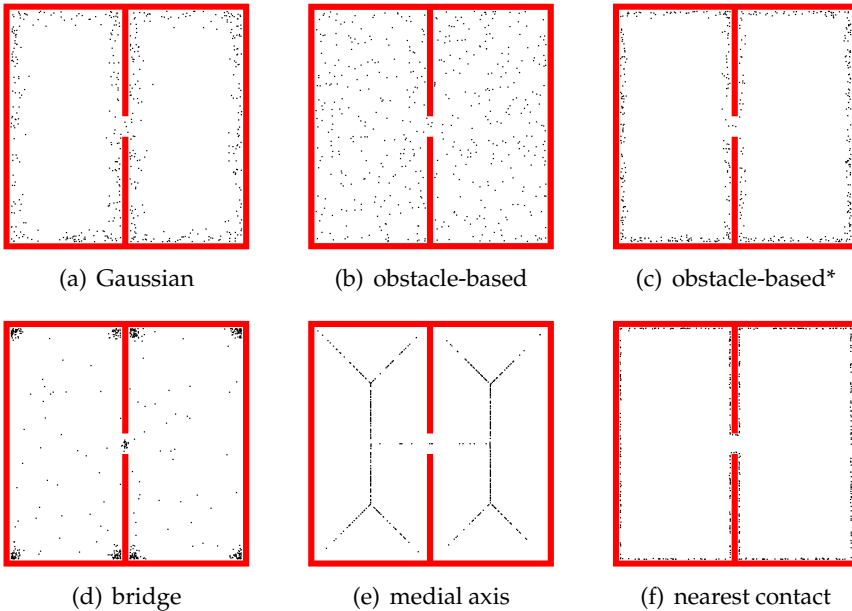 (a) Gaussian
(b) obstacle-based
(c) obstacle-based*
(d) bridge
(e) medial axis
(f) nearest contact